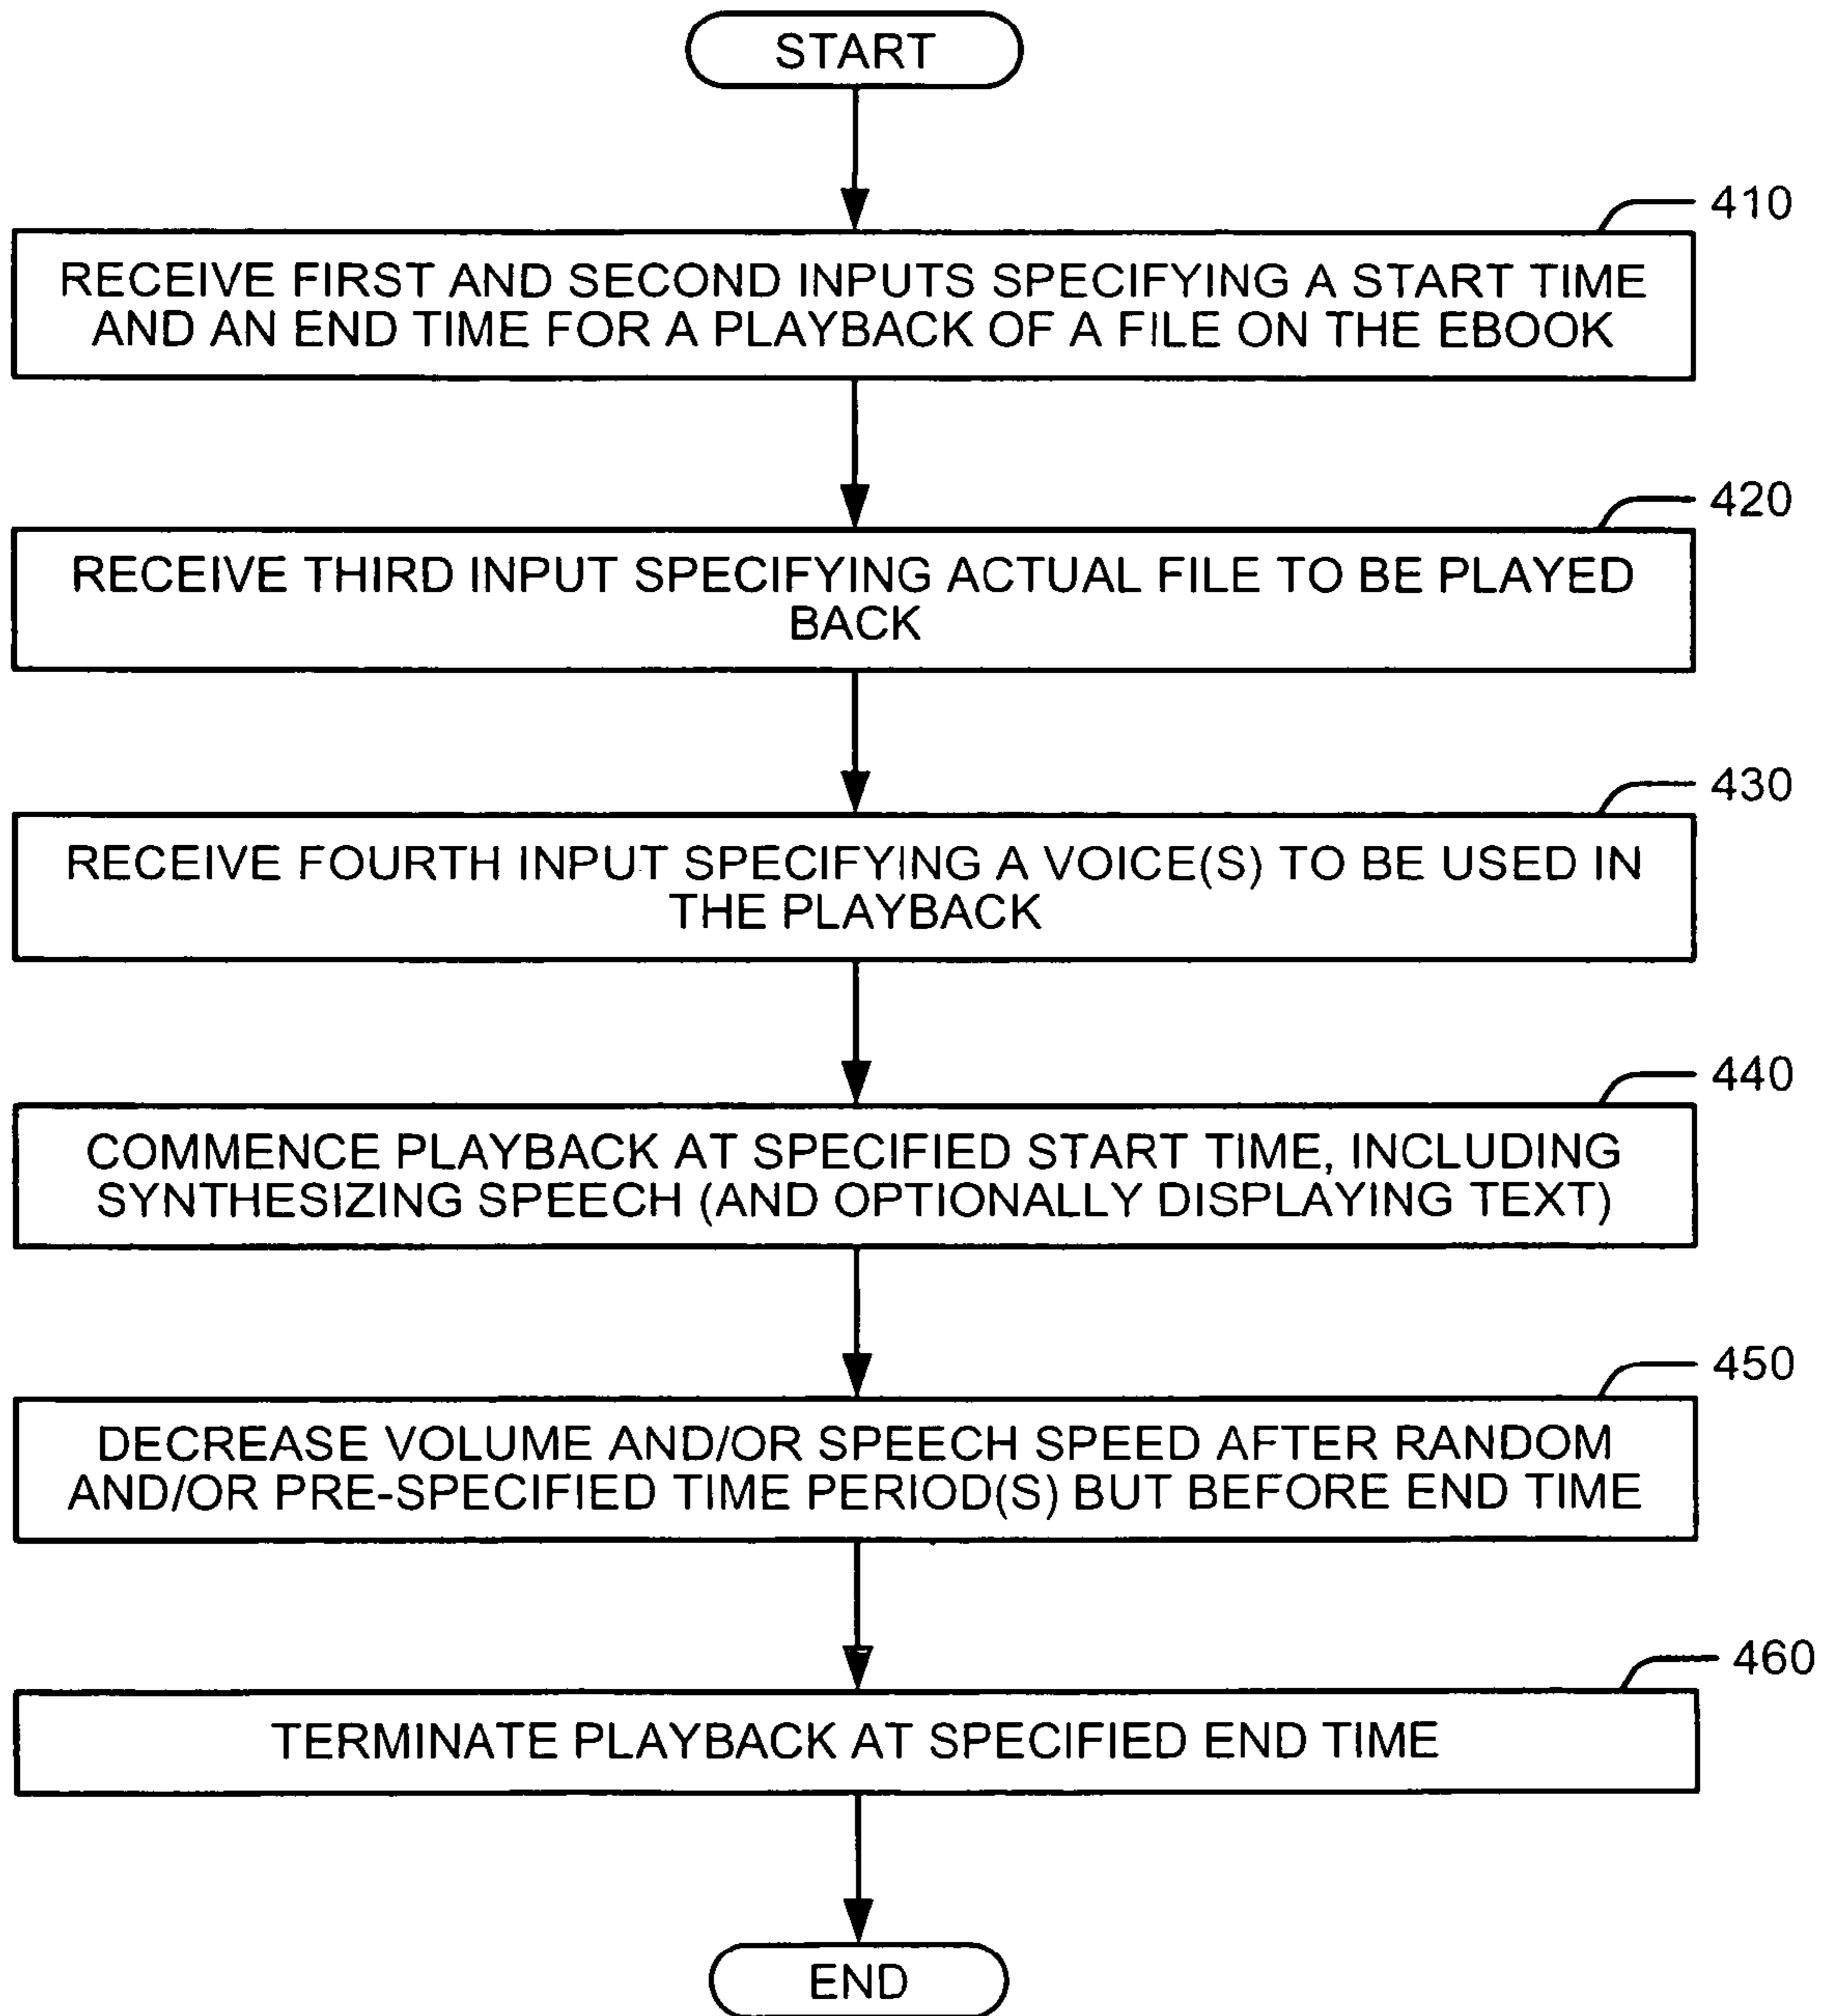 START
410
RECEIVE FIRST AND SECOND INPUTS SPECIFYING A START TIME
AND AN END TIME FOR A PLAYBACK OF A FILE ON THE EBOOK
420
RECEIVE THIRD INPUT SPECIFYING ACTUAL FILE TO BE PLAYED
BACK
430
RECEIVE FOURTH INPUT SPECIFYING A VOICE(S) TO BE USED IN
THE PLAYBACK
440
COMMENCE PLAYBACK AT SPECIFIED START TIME, INCLUDING
SYNTHESIZING SPEECH (AND OPTIONALLY DISPLAYING TEXT)
450
DECREASE VOLUME AND/OR SPEECH SPEED AFTER RANDOM
AND/OR PRE-SPECIFIED TIME PERIOD(S) BUT BEFORE END TIME
460
TERMINATE PLAYBACK AT SPECIFIED END TIME
END